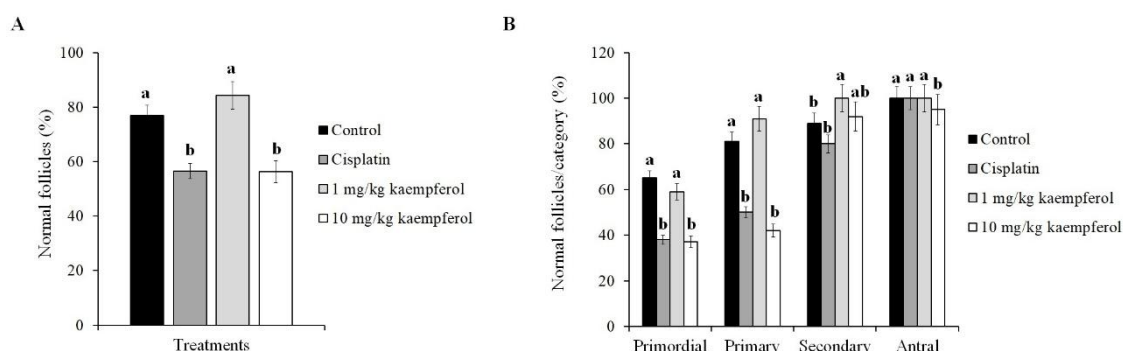 A
Normal follicles (%)
100
80
60
40
20
0
a
b
a
b
Treatments
Control
Cisplatin
1 mg/kg kaempferol
10 mg/kg kaempferol
B
Normal follicles/category (%)
120
100
80
60
40
20
0
a
b
a
b
a
b
a
b
b
b
a
ab
a
a
a
b
Primordial
Primary
Secondary
Antral
Control
Cisplatin
1 mg/kg kaempferol
10 mg/kg kaempferol